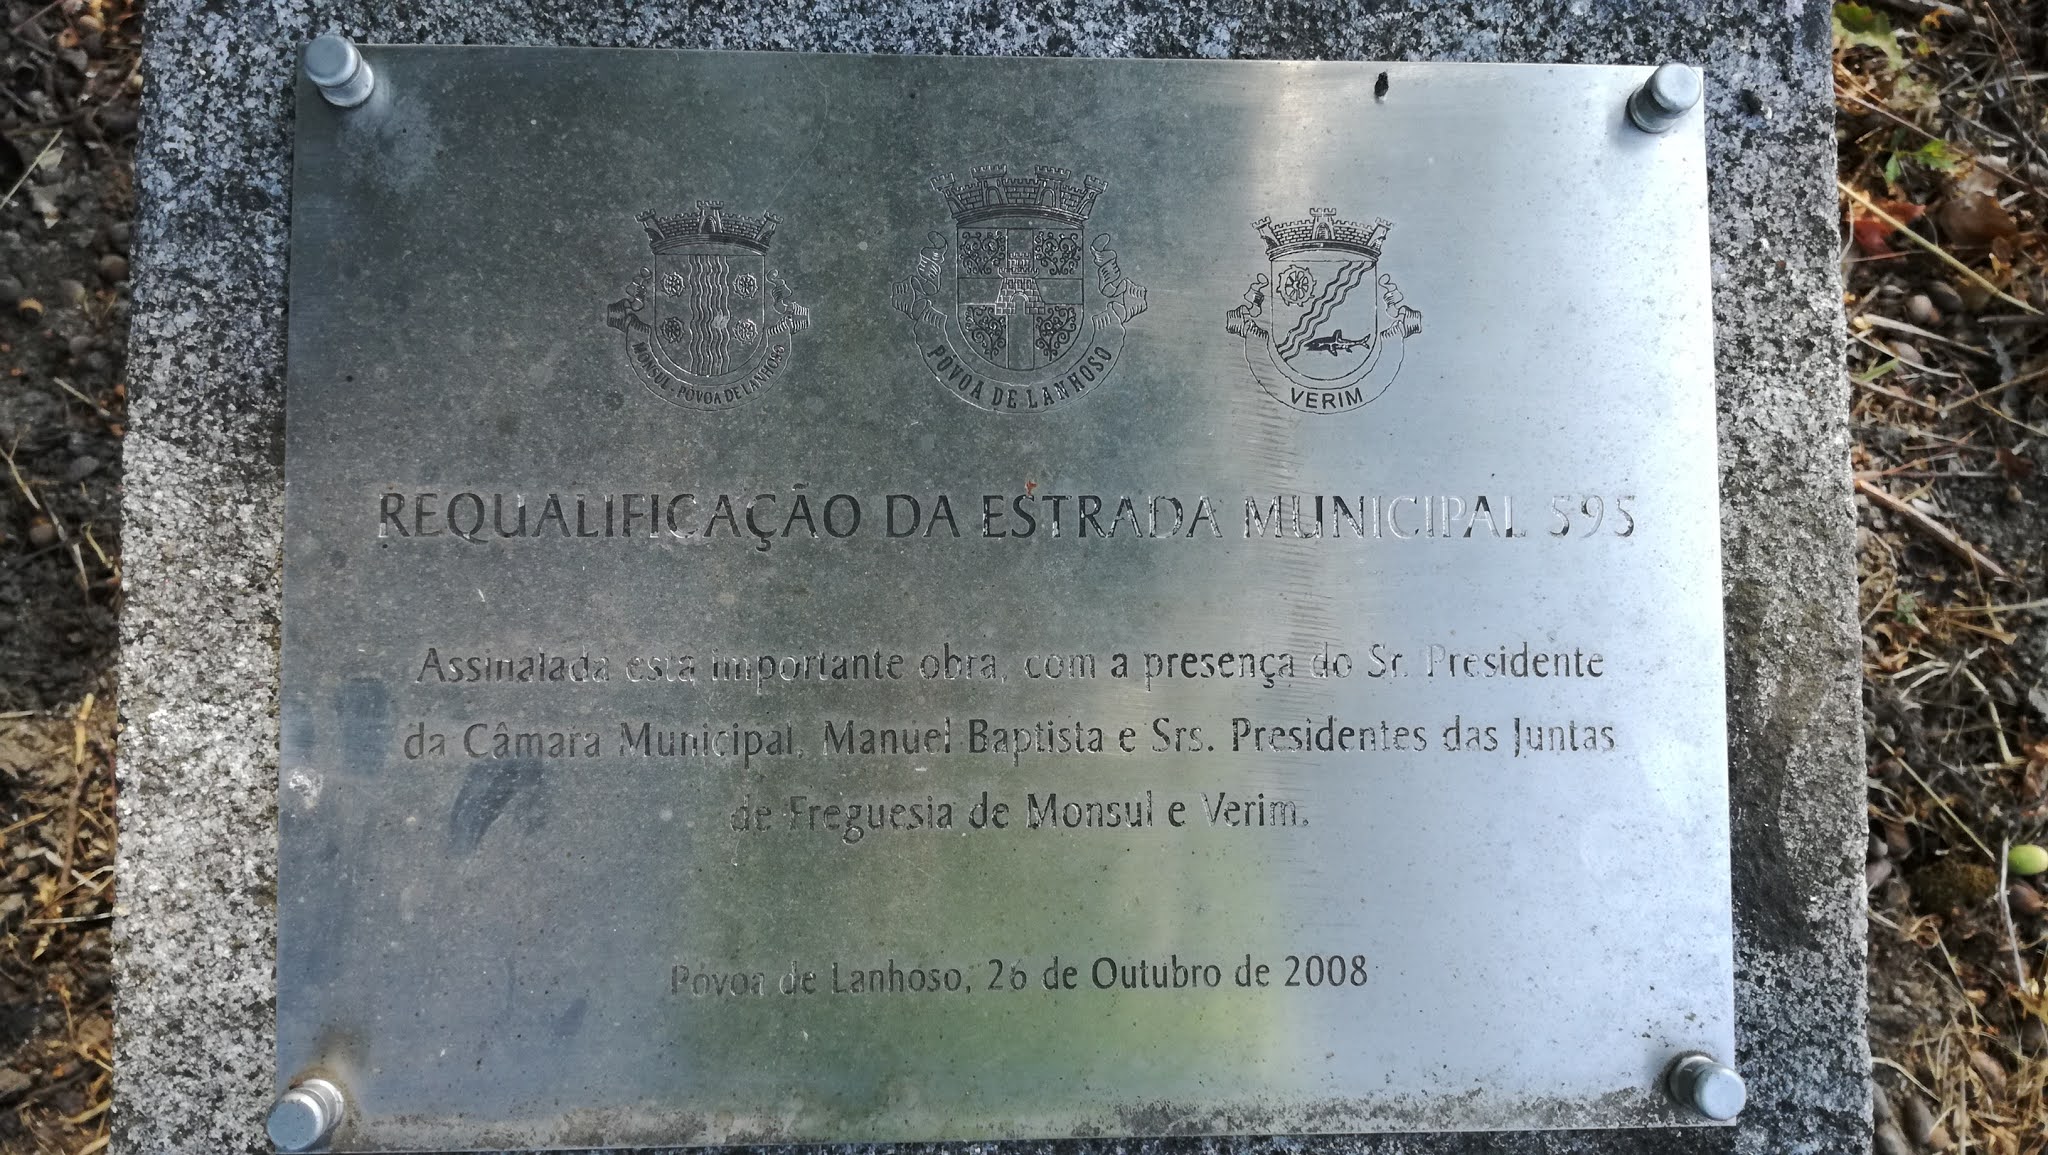 MONSUL - PÓVOA DE LANHOSO
PÓVOA DE LANHOSO
VERIM
REQUALIFICAÇÃO DA ESTRADA MUNICIPAL 595
Assinalada esta importante obra, com a presença do Sr. Presidente
da Câmara Municipal, Manuel Baptista e Srs. Presidentes das Juntas
de Freguesia de Monsul e Verim.
Póvoa de Lanhoso, 26 de Outubro de 2008